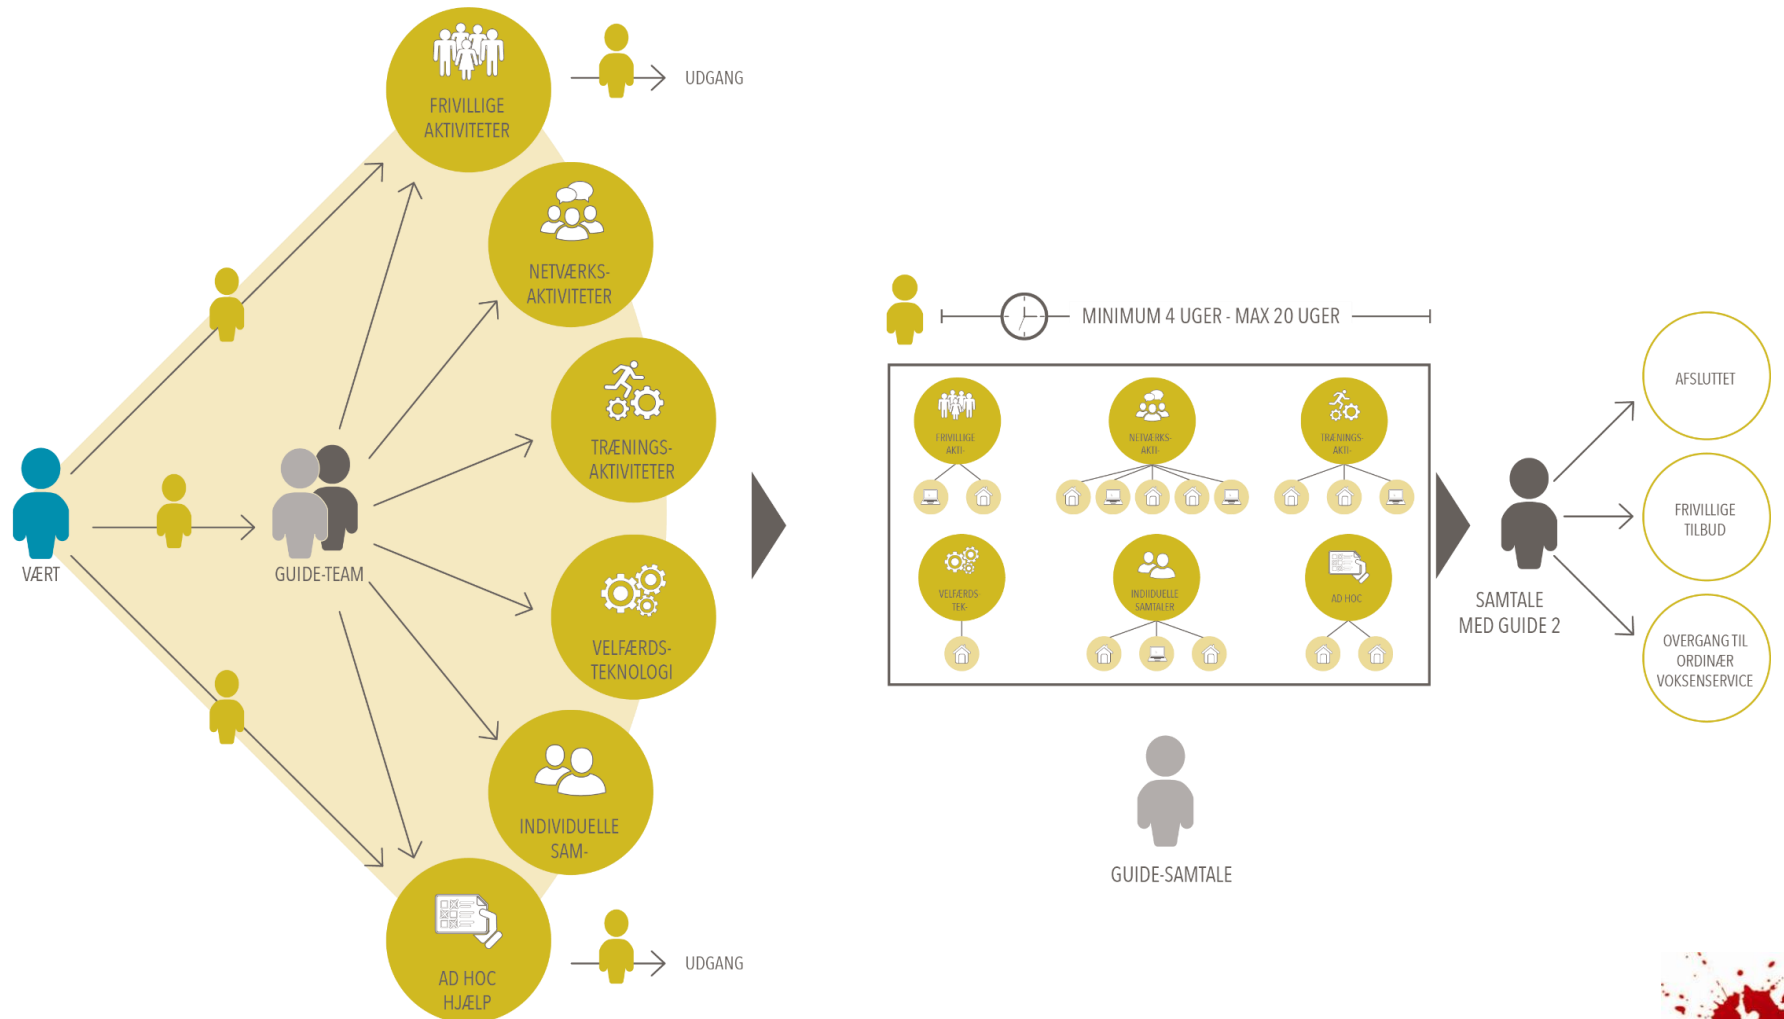 FRIVILLIGE
AKTIVITETER
UDGANG
NETVÆRKS-
AKTIVITETER
TRÆNINGS-
AKTIVITETER
VÆRT
GUIDE-TEAM
VELFÆRDS-
TEKNOLOGI
INDIVIDUELLE
SAM-
AD HOC
HJÆLP
UDGANG
MINIMUM 4 UGER - MAX 20 UGER
FRIVILLIGE
AKTI-
NETVÆRKS-
AKTI-
TRÆNINGS-
AKTI-
VELFÆRDS
TEK-
INDIIDUELLE
SAMTALER
AD HOC
GUIDE-SAMTALE
SAMTALE
MED GUIDE 2
AFSLUTTET
FRIVILLIGE
TILBUD
OVERGANG TIL
ORDINÆR
VOKSENSERVICE